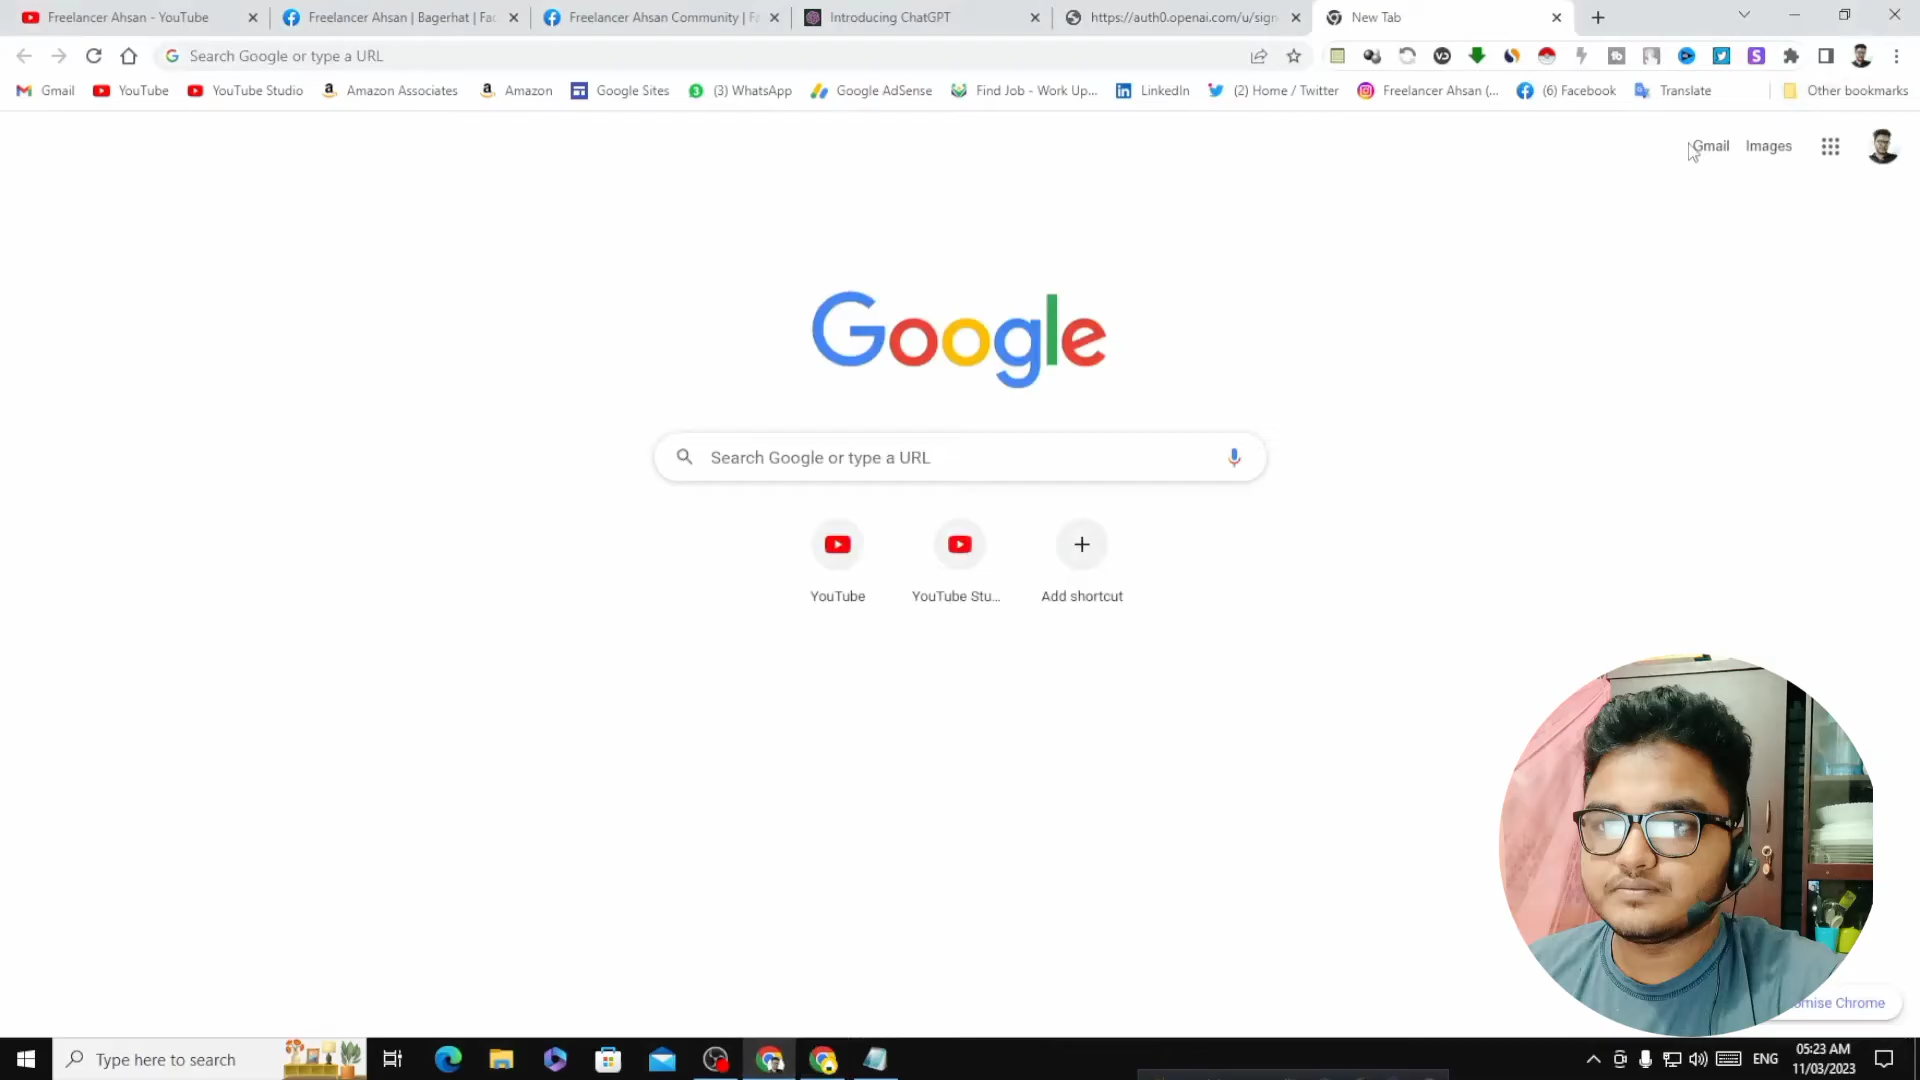 Freelancer Ahsan - YouTube
Freelancer Ahsan | Bagerhat | Fac
Freelancer Ahsan Community | Fa
Introducing ChatGPT
https://auth0.openai.com/u/sign
New Tab
Search Google or type a URL
Gmail
YouTube
YouTube Studio
Amazon Associates
Amazon
Google Sites
(3) WhatsApp
Google AdSense
Find Job - Work Up...
LinkedIn
(2) Home / Twitter
Freelancer Ahsan (...
(6) Facebook
Translate
Other bookmarks
Gmail
Images
Google
Search Google or type a URL
YouTube
YouTube Stu...
Add shortcut
omise Chrome
Type here to search
ENG
05:23 AM
11/03/2023